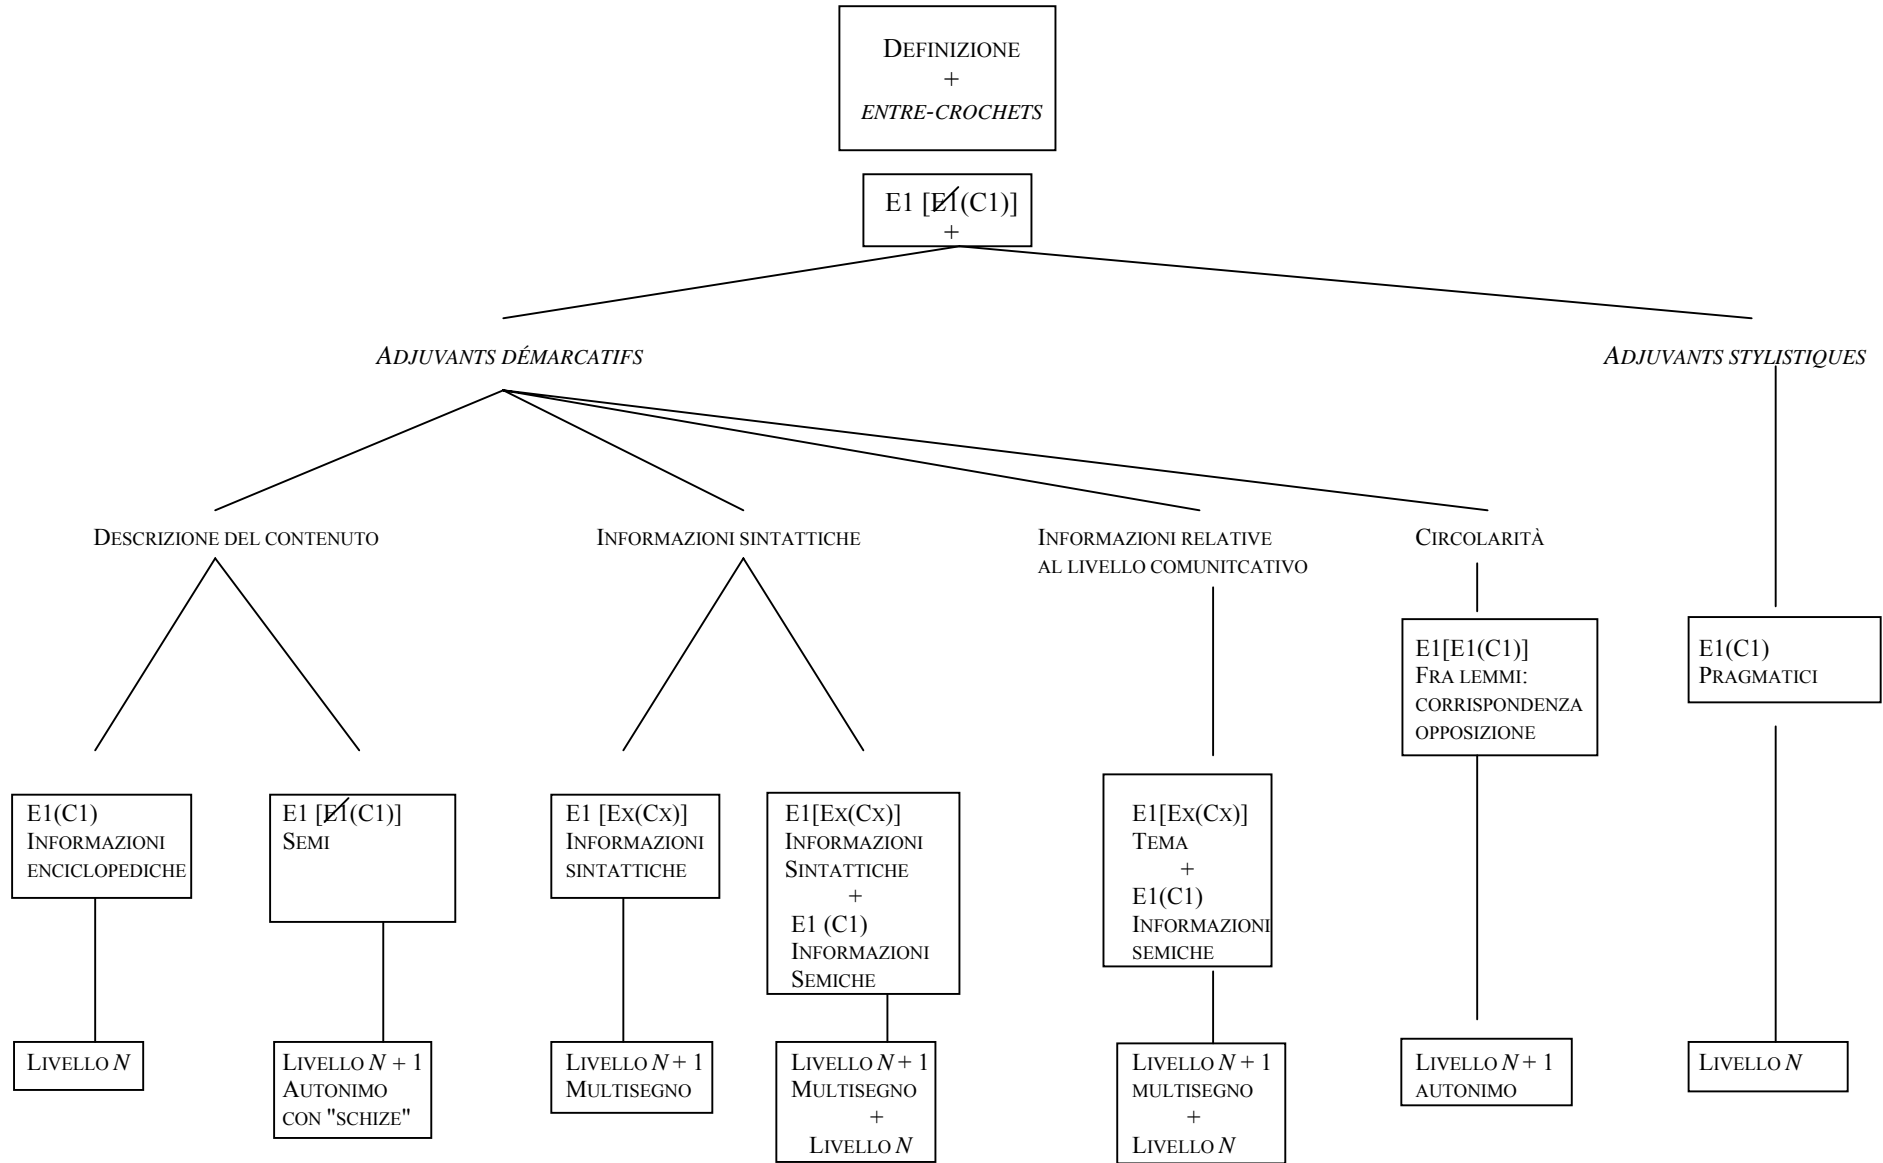 DEFINIZIONE
+
ENTRE-CROCHETS
E1 [E1(C1)]
+
ADJUVANTS DÉMARCATIFS
ADJUVANTS STYLISTIQUES
DESCRIZIONE DEL CONTENUTO
INFORMAZIONI SINTATTICHE
INFORMAZIONI RELATIVE
AL LIVELLO COMUNITCATIVO
CIRCOLARITÀ
E1[E1(C1)]
FRA LEMMI:
CORRISPONDENZA
OPPOSIZIONE
E1(C1)
PRAGMATICI
E1(C1)
INFORMAZIONI
ENCICLOPEDICHE
E1 [E1(C1)]
SEMI
E1 [EX(CX)]
INFORMAZIONI
SINTATTICHE
E1[EX(CX)]
INFORMAZIONI
SINTATTICHE
+
E1 (C1)
INFORMAZIONI
SEMICHE
E1[EX(CX)]
TEMA
+
E1(C1)
INFORMAZIONI
SEMICHE
LIVELLO N
LIVELLO N + 1
AUTONIMO
CON "SCHIZE"
LIVELLO N + 1
MULTISEGNO
LIVELLO N + 1
MULTISEGNO
+
LIVELLO N
LIVELLO N + 1
MULTISEGNO
+
LIVELLO N
LIVELLO N + 1
AUTONIMO
LIVELLO N